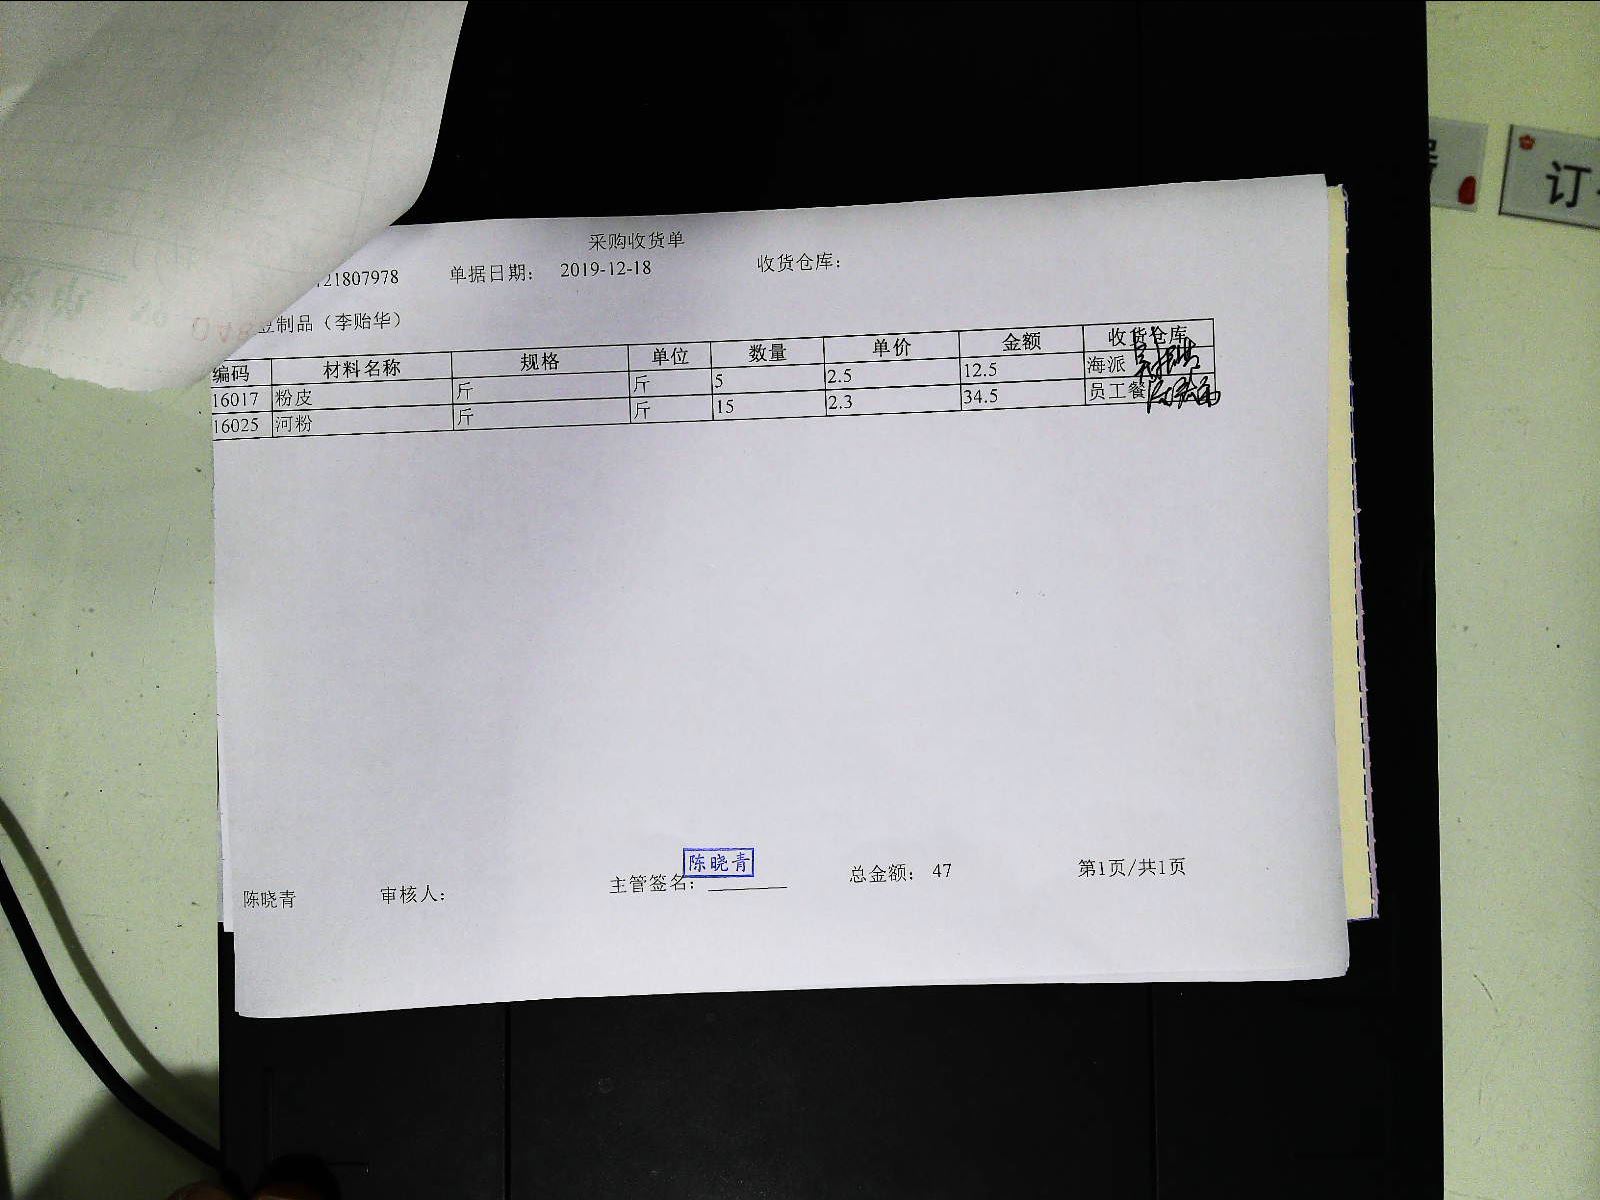 采购收货单
21807978 单据日期: 2019-12-18 收货仓库:
豆制品（李贻华）
编码 材料名称 规格 单位 数量 单价 金额 收货仓库
16017 粉皮 斤 斤 5 2.5 12.5 海派
16025 河粉 斤 斤 15 2.3 34.5 员工餐
陈晓青
陈晓青 审核人: 主管签名: 总金额: 47 第1页/共1页
订